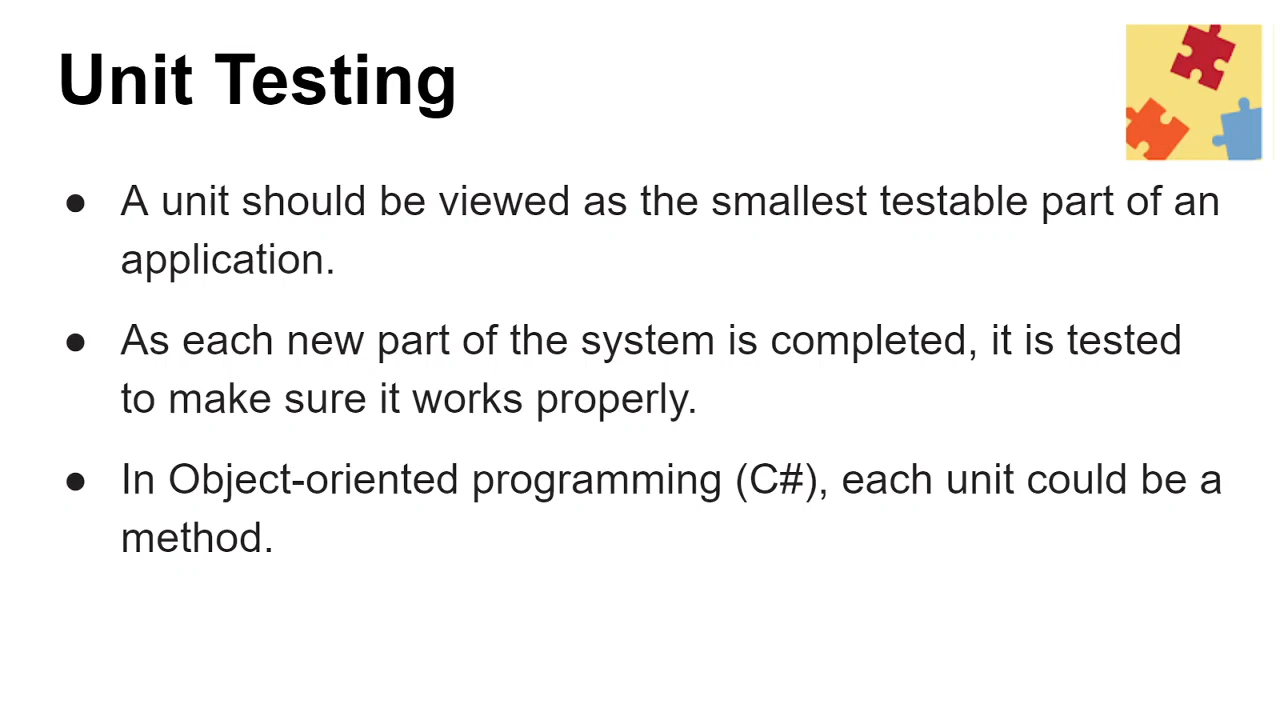 Unit Testing
● A unit should be viewed as the smallest testable part of an
application.
● As each new part of the system is completed, it is tested
to make sure it works properly.
● In Object-oriented programming (C#), each unit could be a
method.